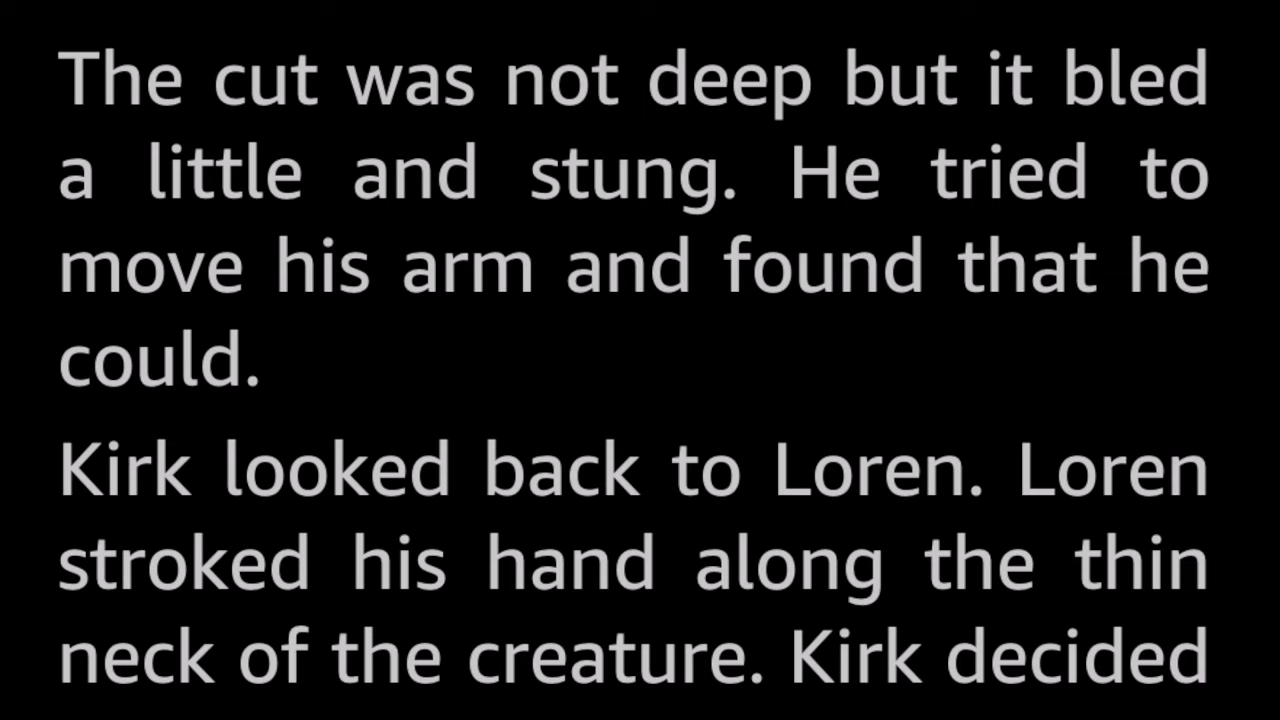 The cut was not deep but it bled
a little and stung. He tried to
move his arm and found that he
could.
Kirk looked back to Loren. Loren
stroked his hand along the thin
neck of the creature. Kirk decided